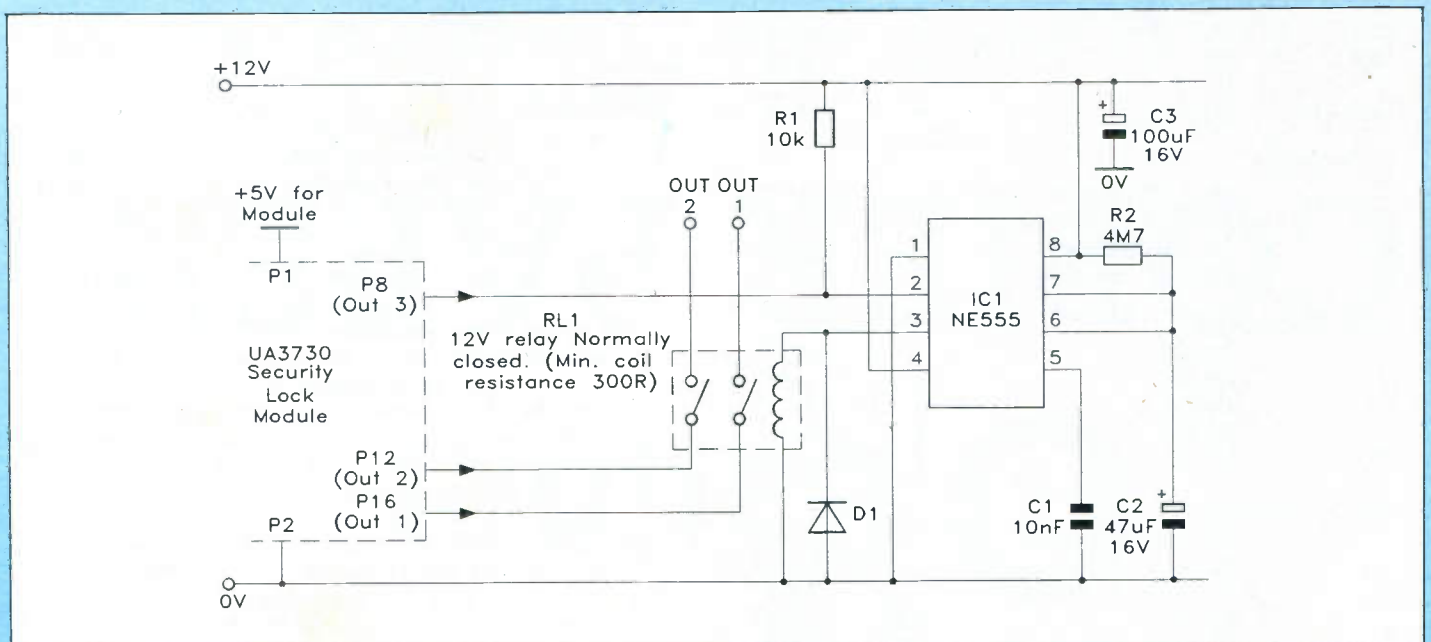 +12V
R1
10k
C3
+
100uF
16V
0V
+5V for
Module
OUT OUT
2 1
R2
4M7
P1
P8
(Out 3)
1
2
3
4
8
7
6
5
IC1
NE555
RL1
12V relay Normally
closed. (Min. coil
resistance 300R)
UA3730
Security
Lock
Module
P12
(Out 2)
P16
(Out 1)
P2
D1
C1
10nF
C2
+
47uF
16V
0V